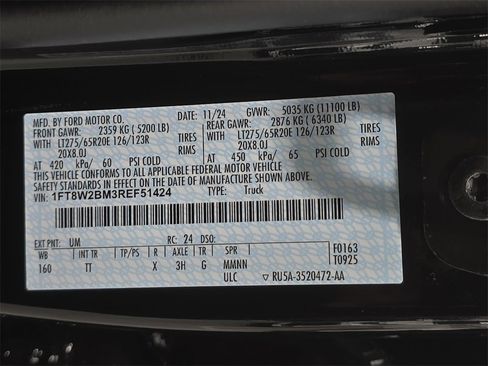 MFD. BY FORD MOTOR CO. 11/24 GVWR: 5035 KG (11100 LB)
FRONT GAWR: 2359 KG (5200 LB) REAR GAWR: 2876 KG (6340 LB)
LT275/65R20E 126/123R TIRES LT275/65R20E 126/123R TIRES
20X8.0J RIMS 20X8.0J RIMS
AT 420 kPa/ 60 PSI COLD AT 450 kPa/ 65 PSI COLD
THIS VEHICLE CONFORMS TO ALL APPLICABLE FEDERAL MOTOR VEHICLE
SAFETY STANDARDS IN EFFECT ON THE DATE OF MANUFACTURE SHOWN ABOVE.
VIN: 1FT8W2BM3REF51424 TYPE: Truck
EXT PNT: UM RC: 24 DSO: F0163
WB TT TP/PS R AXLE TR SPR T0925
160 TT X 3H G MMNN
ULC RU5A-3520472-AA